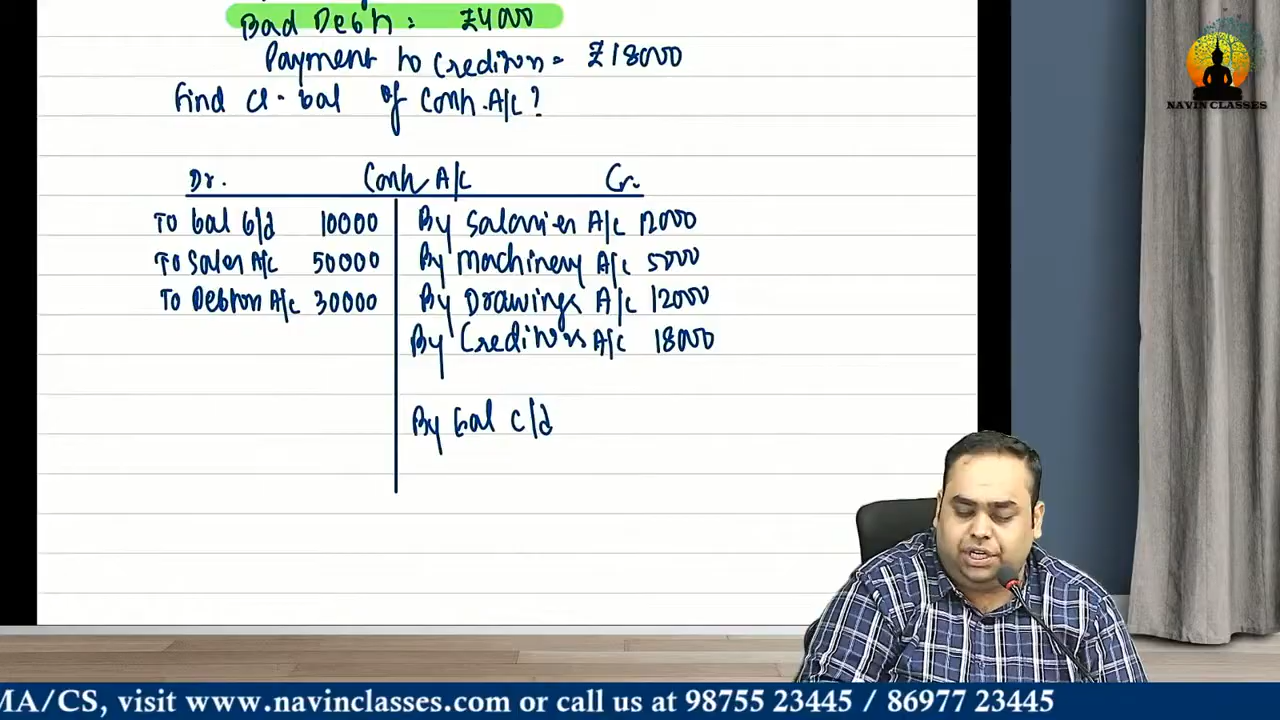 Bad Debts = ₹4000
Payment to Creditors = ₹18000
Find Cl. bal of Cash A/c?
NAVIN CLASSES
Dr. Cash A/c Cr.
To bal b/d 10000 By Salaries A/c 12000
To Sales A/c 50000 By Machinery A/c 5000
To Debtors A/c 30000 By Drawings A/c 12000
By Creditors A/c 18000
By bal c/d
MA/CS, visit www.navinclasses.com or call us at 98755 23445 / 86977 23445